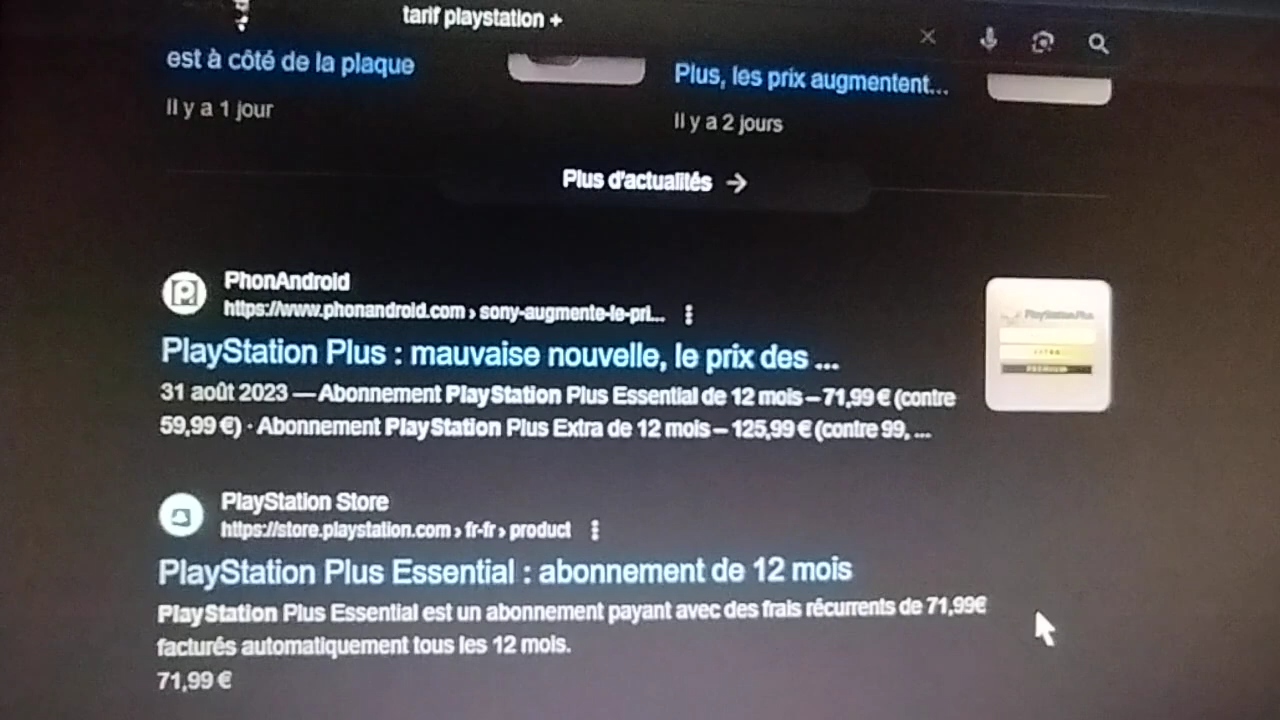 tarif playstation +
est à côté de la plaque
Plus, les prix augmentent...
Il y a 1 jour
Il y a 2 jours
Plus d'actualités →
PhonAndroid
https://www.phonandroid.com › sony-augmente-le-pri...
PlayStation Plus : mauvaise nouvelle, le prix des ...
31 août 2023 — Abonnement PlayStation Plus Essential de 12 mois – 71,99 € (contre
59,99 €) · Abonnement PlayStation Plus Extra de 12 mois – 125,99 € (contre 99, ...
PlayStation Plus
EXTRA
PREMIUM
PlayStation Store
https://store.playstation.com › fr-fr › product
PlayStation Plus Essential : abonnement de 12 mois
PlayStation Plus Essential est un abonnement payant avec des frais récurrents de 71,99€
facturés automatiquement tous les 12 mois.
71,99 €